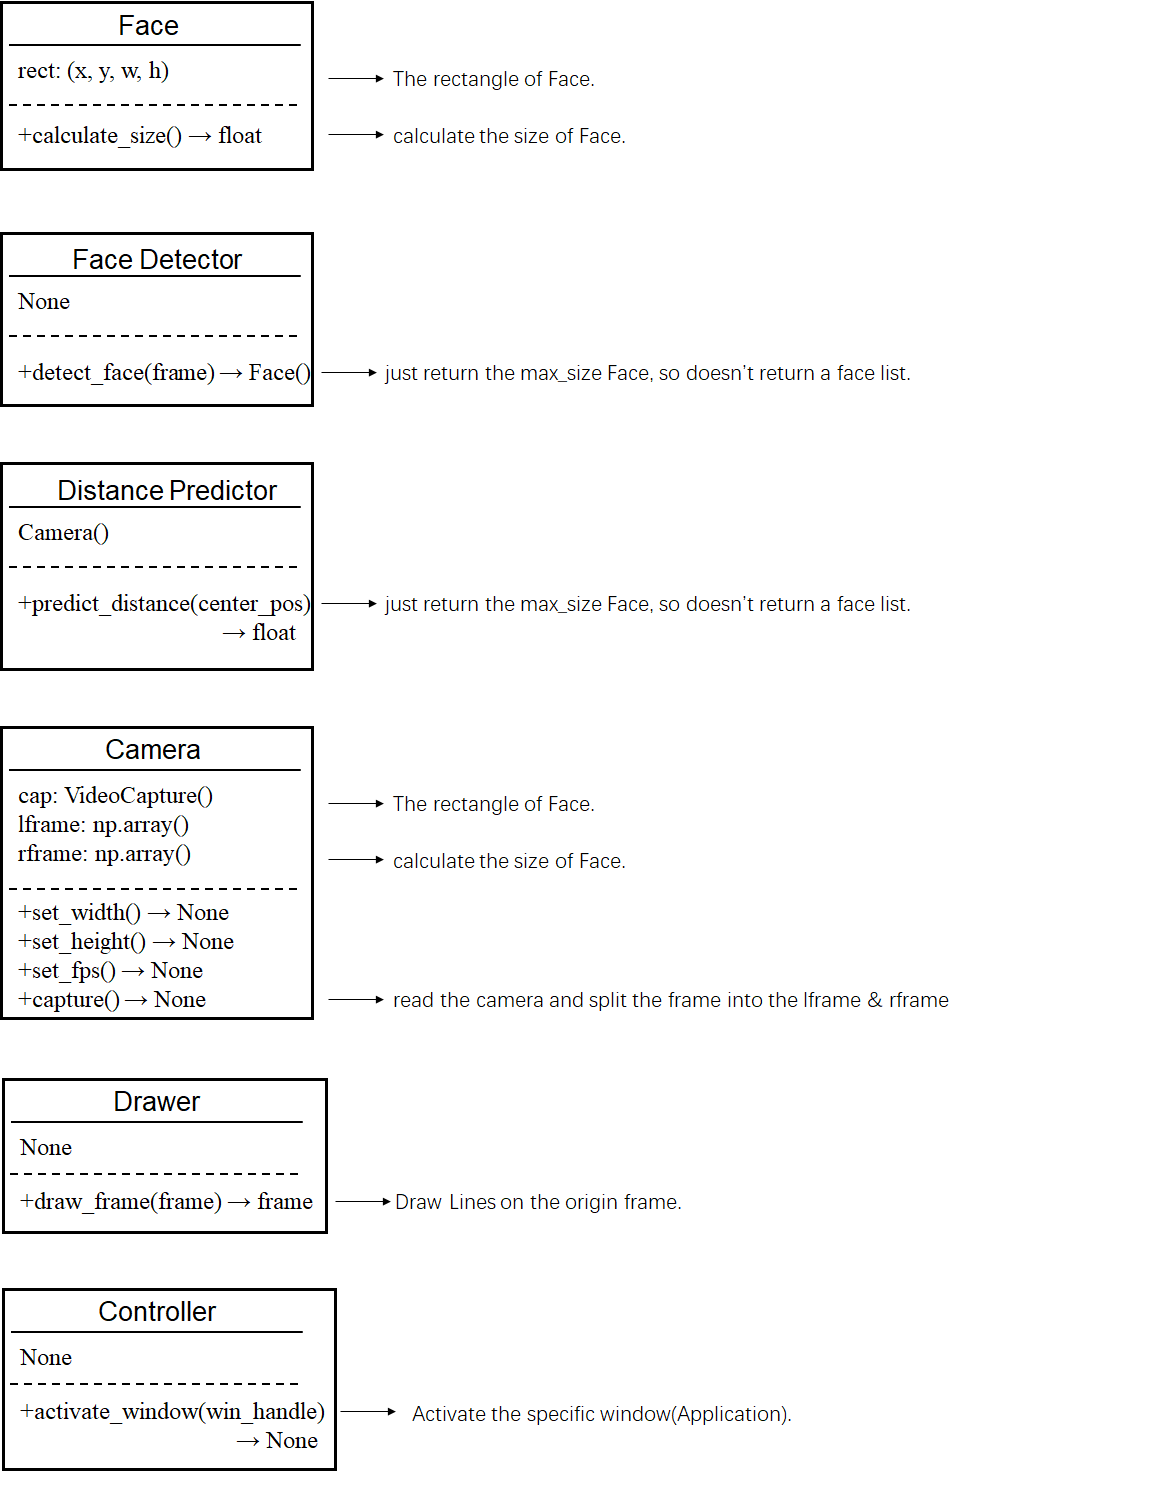 Face
rect: (x, y, w, h)
The rectangle of Face.
+calculate_size() → float
calculate the size of Face.
Face Detector
None
+detect_face(frame) → Face()
just return the max_size Face, so doesn't return a face list.
Distance Predictor
Camera()
+predict_distance(center_pos)
→ float
just return the max_size Face, so doesn't return a face list.
Camera
cap: VideoCapture()
The rectangle of Face.
lframe: np.array()
rframe: np.array()
calculate the size of Face.
+set_width() → None
+set_height() → None
+set_fps() → None
+capture() → None
read the camera and split the frame into the lframe & rframe
Drawer
None
+draw_frame(frame) → frame
Draw Lines on the origin frame.
Controller
None
+activate_window(win_handle)
→ None
Activate the specific window(Application).